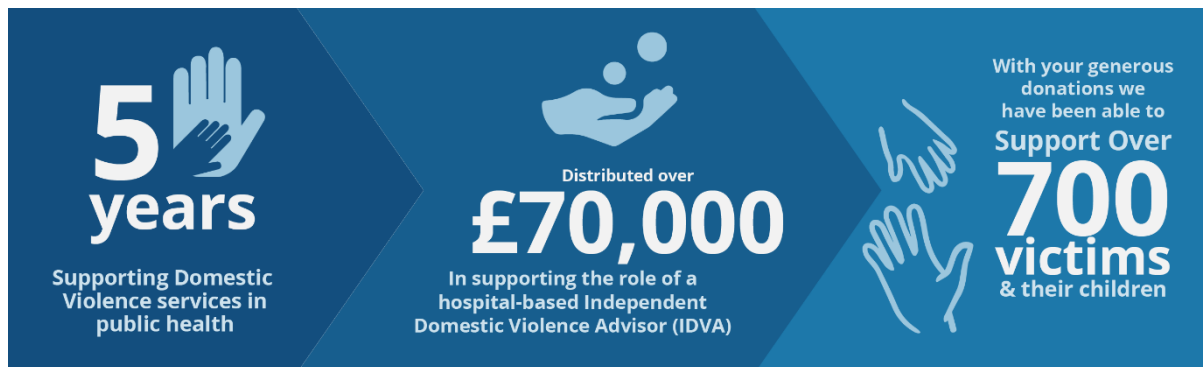 5
years
Supporting Domestic
Violence services in
public health
Distributed over
£70,000
In supporting the role of a
hospital-based Independent
Domestic Violence Advisor (IDVA)
With your generous
donations we
have been able to
Support Over
700
victims
& their children